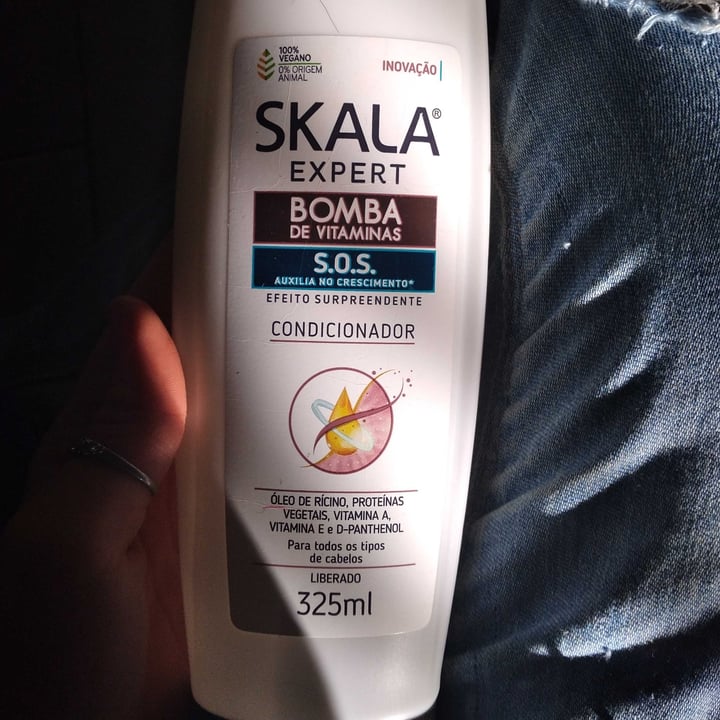 100%
VEGANO
0% ORIGEM
ANIMAL
INOVAÇÃO
SKALA®
EXPERT
BOMBA
DE VITAMINAS
S.O.S.
AUXILIA NO CRESCIMENTO*
EFEITO SURPREENDENTE
CONDICIONADOR
ÓLEO DE RÍCINO, PROTEÍNAS
VEGETAIS, VITAMINA A,
VITAMINA E e D-PANTHENOL
Para todos os tipos
de cabelos
LIBERADO
325ml